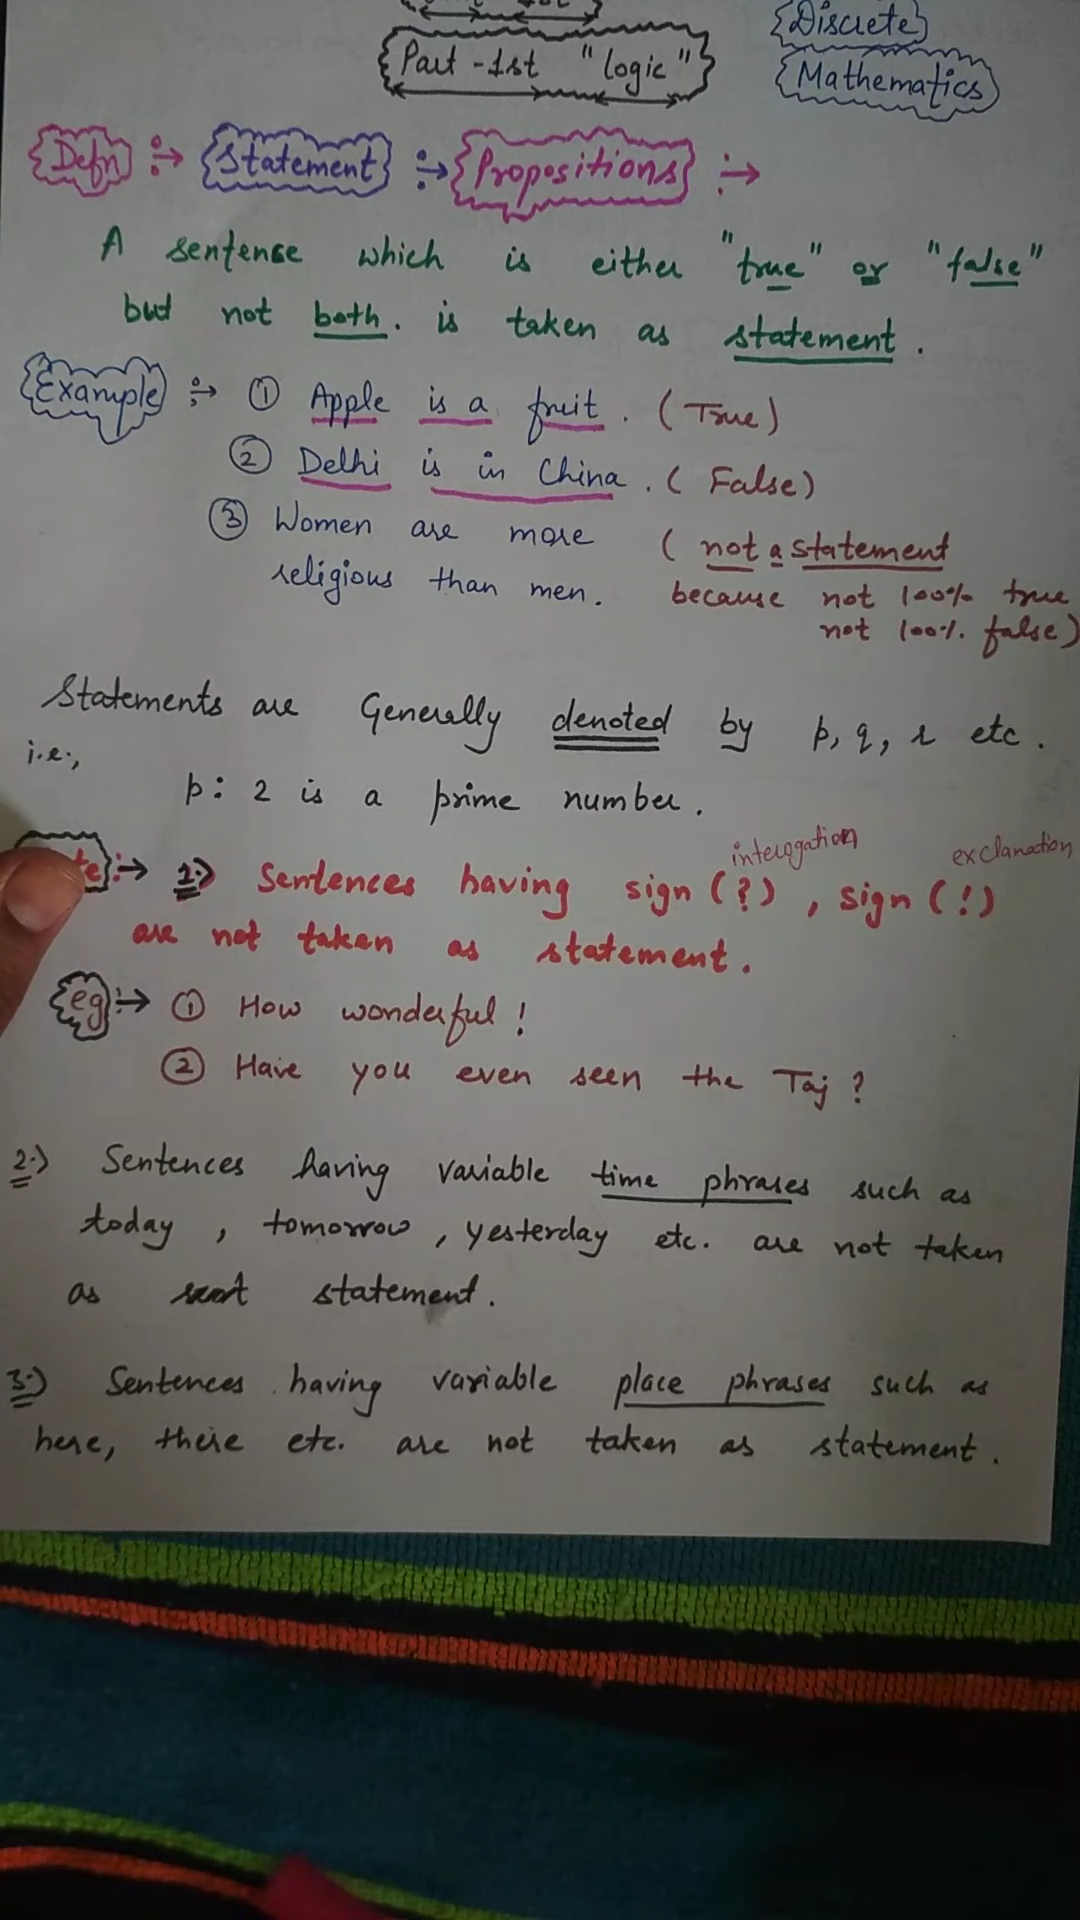 Part -1st "logic"
Discrete
Mathematics
Defn Statement Propositions
A sentense which is either "true" or "false"
but not both. is taken as statement.
Example ① Apple is a fruit. (True)
② Delhi is in China. (False)
③ Women are more (not a statement
religious than men. because not 100% true
not 100%. false)
Statements are Generally denoted by p, q, r etc.
i.e.,
p: 2 is a prime number.
interogation exclanation
te:→ 1.) Sentences having sign (?), sign (!)
are not taken as statement.
eg:→ ① How wonderful!
② Have you even seen the Taj?
2.) Sentences having variable time phrases such as
today, tomorrow, yesterday etc. are not taken
as statement.
3.) Sentences having variable place phrases such as
here, there etc. are not taken as statement.